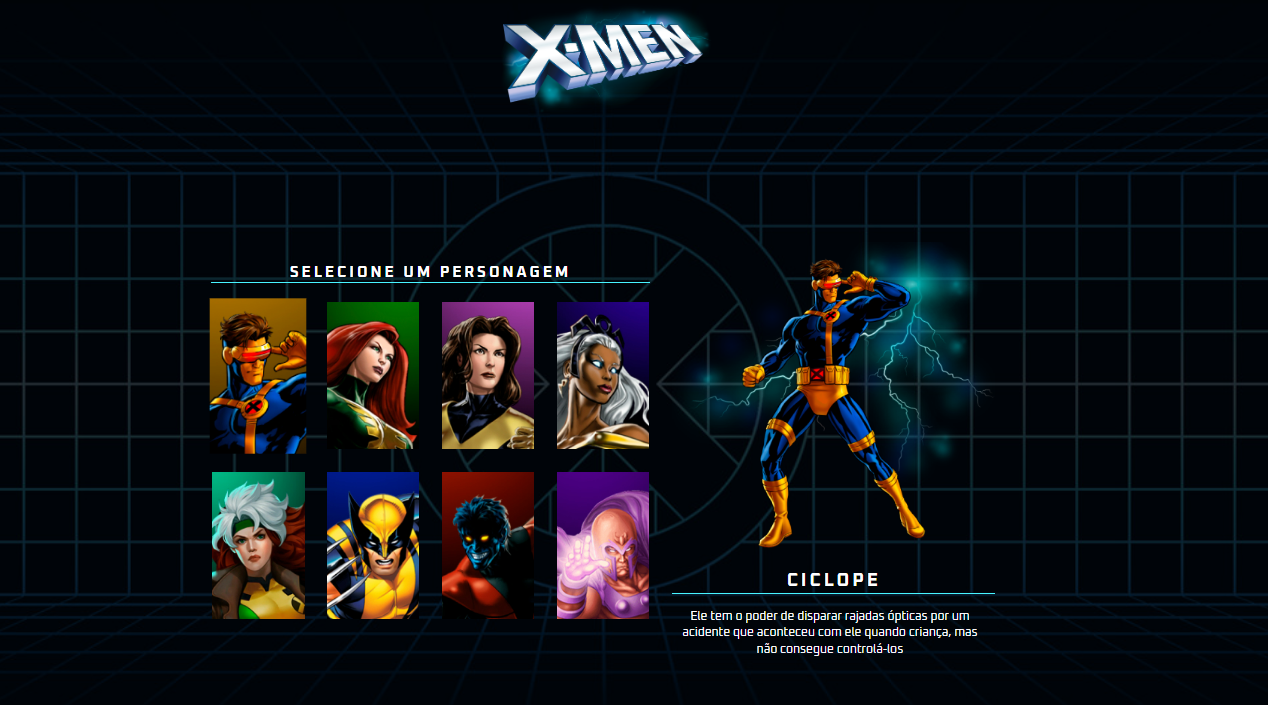 X-MEN
SELECIONE UM PERSONAGEM
CICLOPE
Ele tem o poder de disparar rajadas ópticas por um
acidente que aconteceu com ele quando criança, mas
não consegue controlá-los